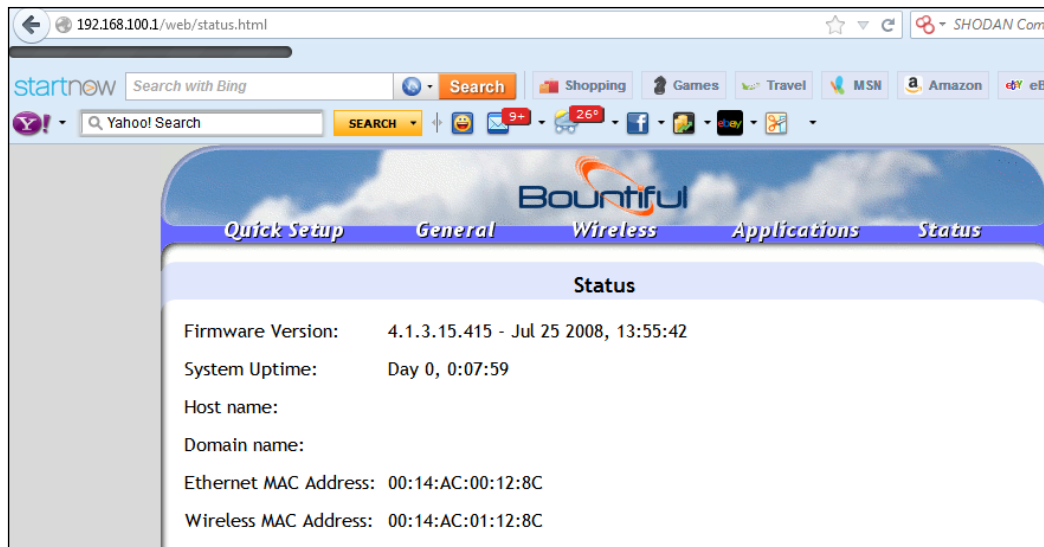 192.168.100.1/web/status.html SHODAN Com
startnow Search with Bing Search Shopping Games Travel MSN a Amazon ebY eB
Y! Yahoo! Search SEARCH 9+ 26° f ebay
Bountiful
Quick Setup General Wireless Applications Status
Status
Firmware Version: 4.1.3.15.415 - Jul 25 2008, 13:55:42
System Uptime: Day 0, 0:07:59
Host name:
Domain name:
Ethernet MAC Address: 00:14:AC:00:12:8C
Wireless MAC Address: 00:14:AC:01:12:8C